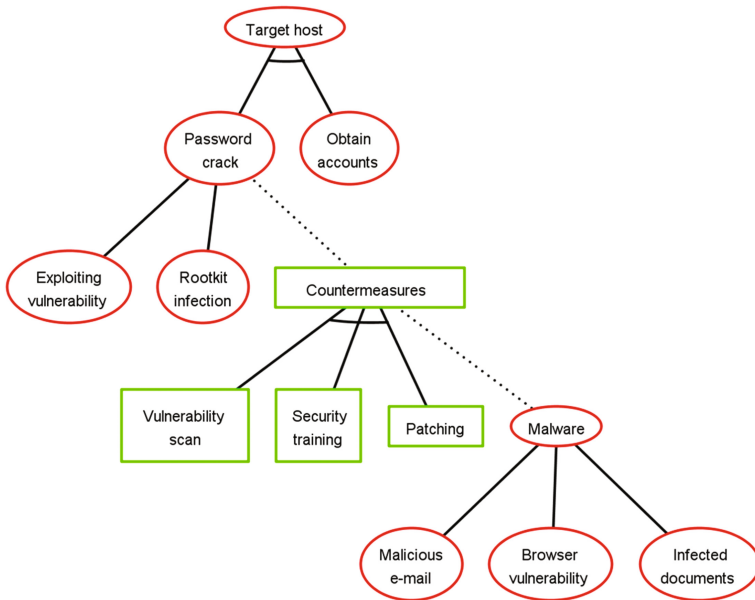 Target host
Password
crack
Obtain
accounts
Exploiting
vulnerability
Rootkit
infection
Countermeasures
Vulnerability
scan
Security
training
Patching
Malware
Malicious
e-mail
Browser
vulnerability
Infected
documents